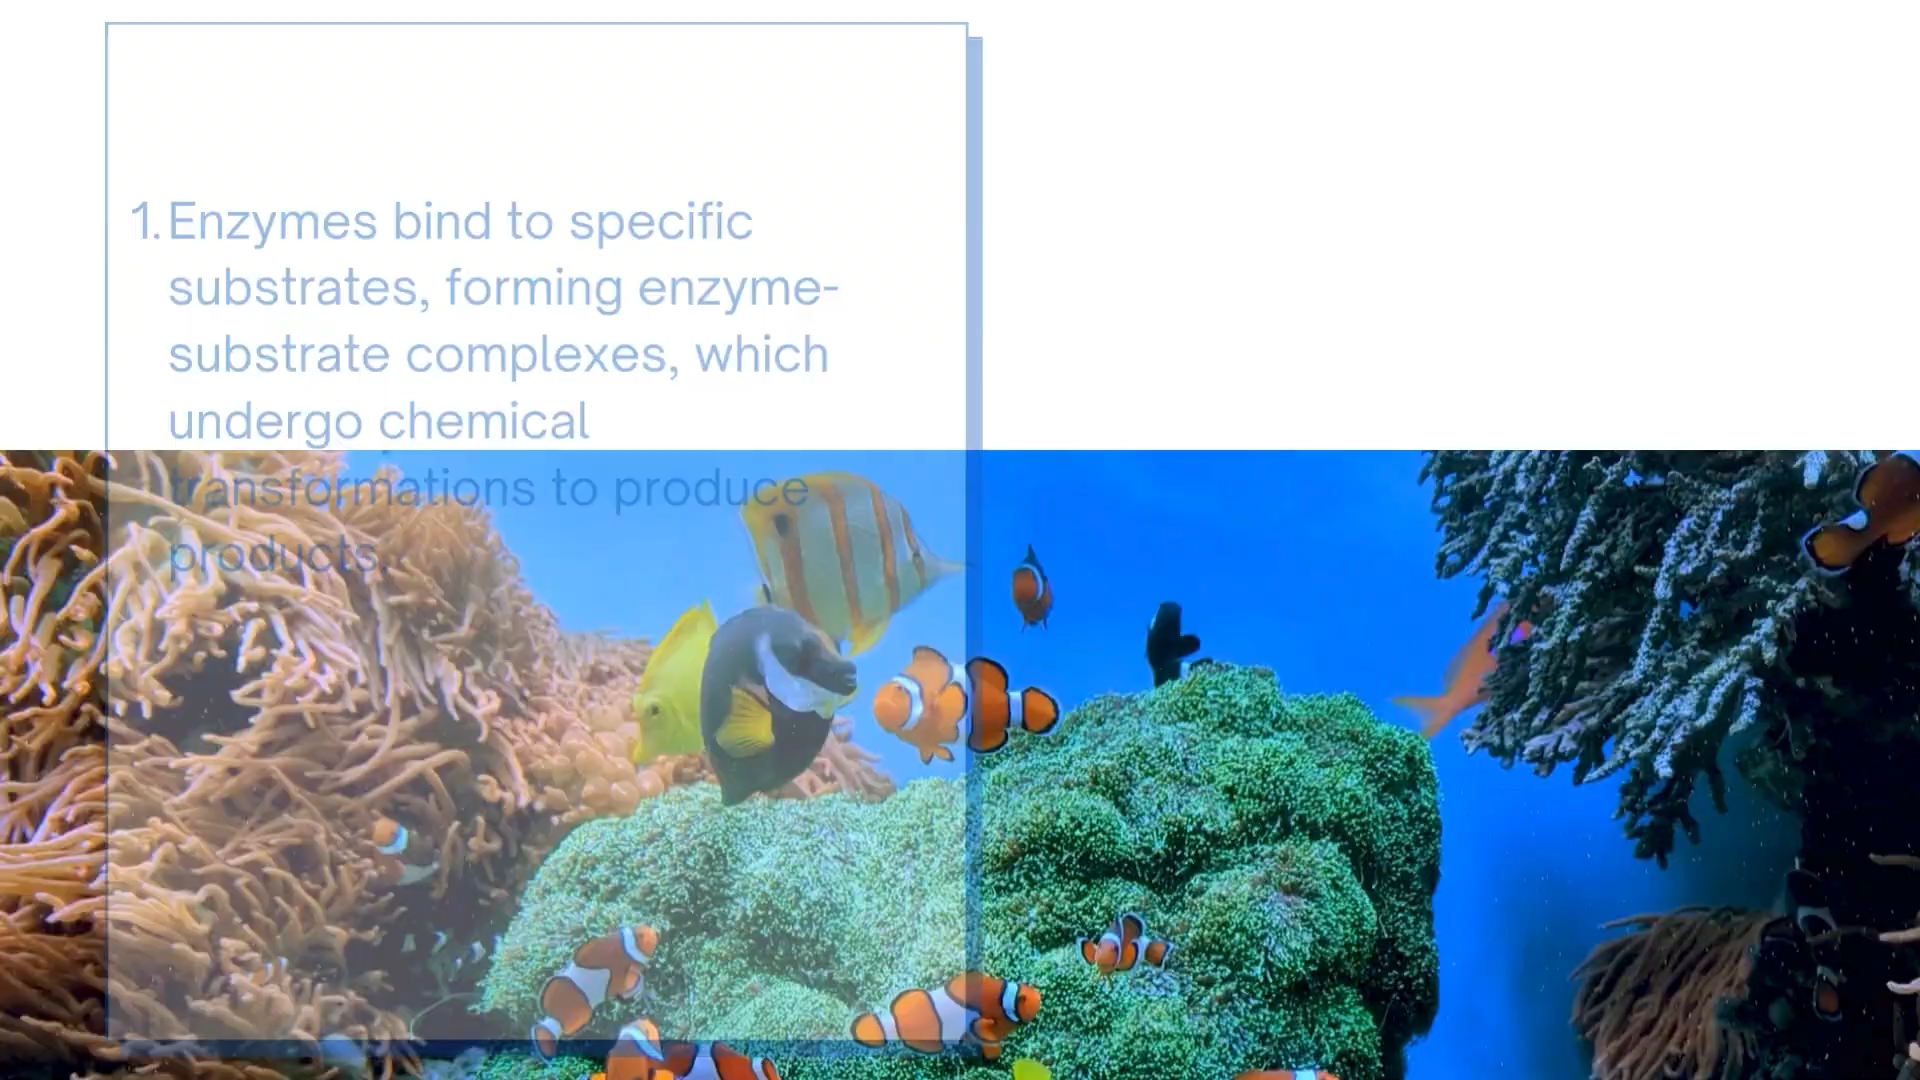 1. Enzymes bind to specific
substrates, forming enzyme-
substrate complexes, which
undergo chemical
transformations to produce
products.